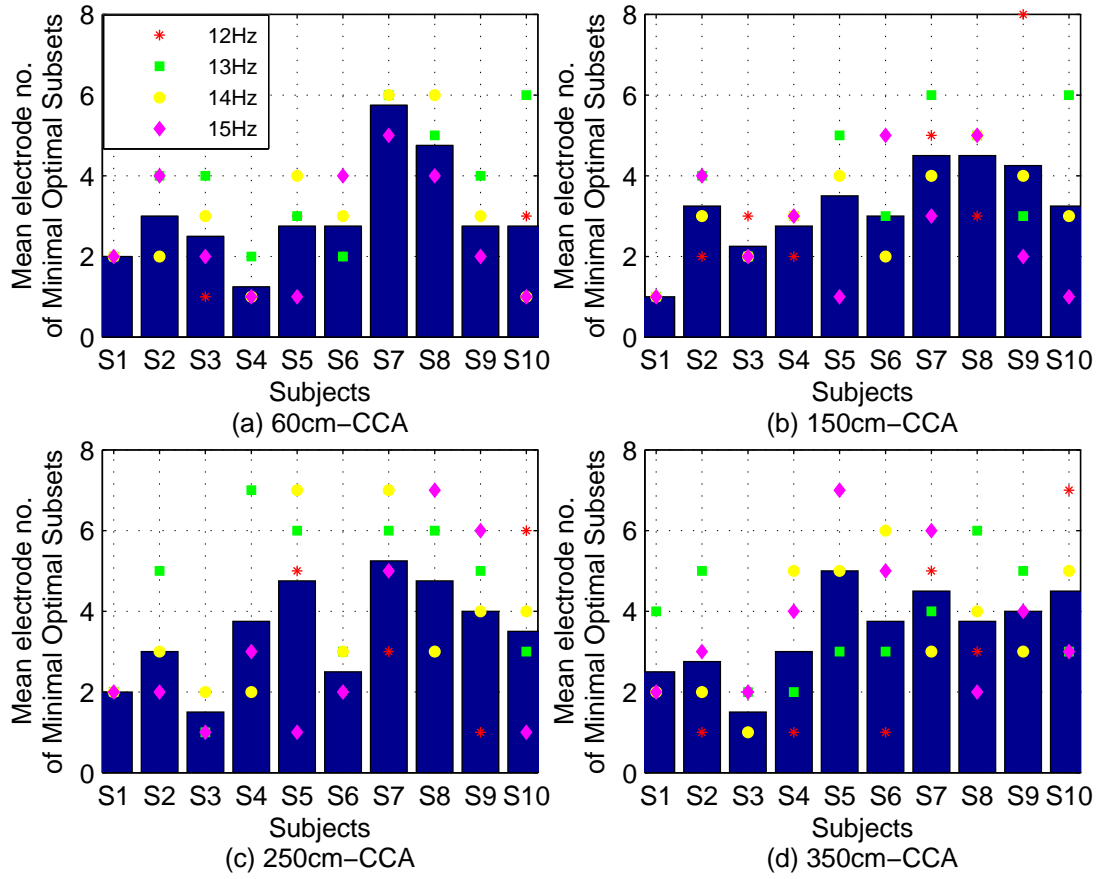 Mean electrode no.
of Minimal Optimal Subsets
8
6
4
2
0
12Hz
13Hz
14Hz
15Hz
S1 S2 S3 S4 S5 S6 S7 S8 S9 S10
Subjects
(a) 60cm−CCA
Mean electrode no.
of Minimal Optimal Subsets
8
6
4
2
0
S1 S2 S3 S4 S5 S6 S7 S8 S9 S10
Subjects
(b) 150cm−CCA
Mean electrode no.
of Minimal Optimal Subsets
8
6
4
2
0
S1 S2 S3 S4 S5 S6 S7 S8 S9 S10
Subjects
(c) 250cm−CCA
Mean electrode no.
of Minimal Optimal Subsets
8
6
4
2
0
S1 S2 S3 S4 S5 S6 S7 S8 S9 S10
Subjects
(d) 350cm−CCA